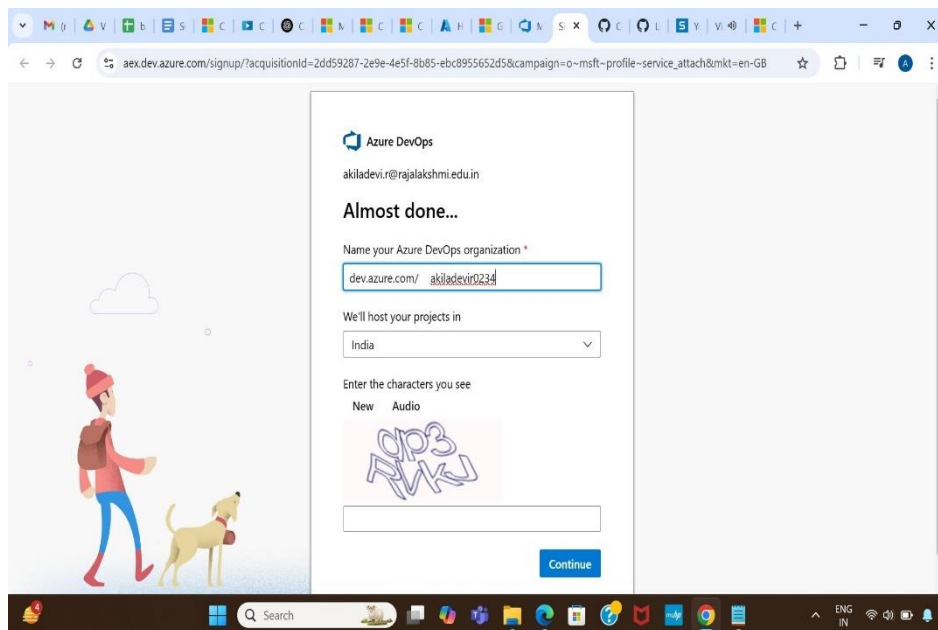 aex.dev.azure.com/signup/?acquisitionId=2dd59287-2e9e-4e5f-8b85-ebc8955652d5&campaign=o~msft~profile~service_attach&mkt=en-GB
A
Azure DevOps
akiladevi.r@rajalakshmi.edu.in
Almost done...
Name your Azure DevOps organization *
dev.azure.com/ akiladevir0234
We'll host your projects in
India
Enter the characters you see
New Audio
Continue
Search
ENG
IN